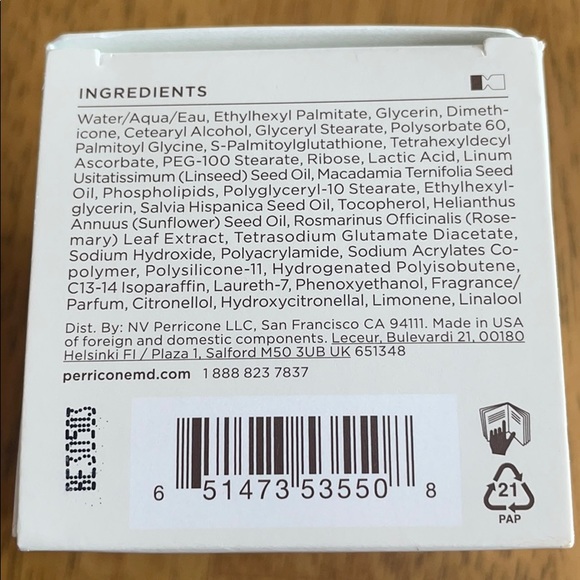 INGREDIENTS
Water/Aqua/Eau, Ethylhexyl Palmitate, Glycerin, Dimeth-
icone, Cetearyl Alcohol, Glyceryl Stearate, Polysorbate 60,
Palmitoyl Glycine, S-Palmitoylglutathione, Tetrahexyldecyl
Ascorbate, PEG-100 Stearate, Ribose, Lactic Acid, Linum
Usitatissimum (Linseed) Seed Oil, Macadamia Ternifolia Seed
Oil, Phospholipids, Polyglyceryl-10 Stearate, Ethylhexyl-
glycerin, Salvia Hispanica Seed Oil, Tocopherol, Helianthus
Annuus (Sunflower) Seed Oil, Rosmarinus Officinalis (Rose-
mary) Leaf Extract, Tetrasodium Glutamate Diacetate,
Sodium Hydroxide, Polyacrylamide, Sodium Acrylates Co-
polymer, Polysilicone-11, Hydrogenated Polyisobutene,
C13-14 Isoparaffin, Laureth-7, Phenoxyethanol, Fragrance/
Parfum, Citronellol, Hydroxycitronellal, Limonene, Linalool
Dist. By: NV Perricone LLC, San Francisco CA 94111. Made in USA
of foreign and domestic components. Leceur, Bulevardi 21, 00180
Helsinki FI / Plaza 1, Salford M50 3UB UK 651348
perriconemd.com 1 888 823 7837
BE30503
6 51473 53550 8
21
PAP